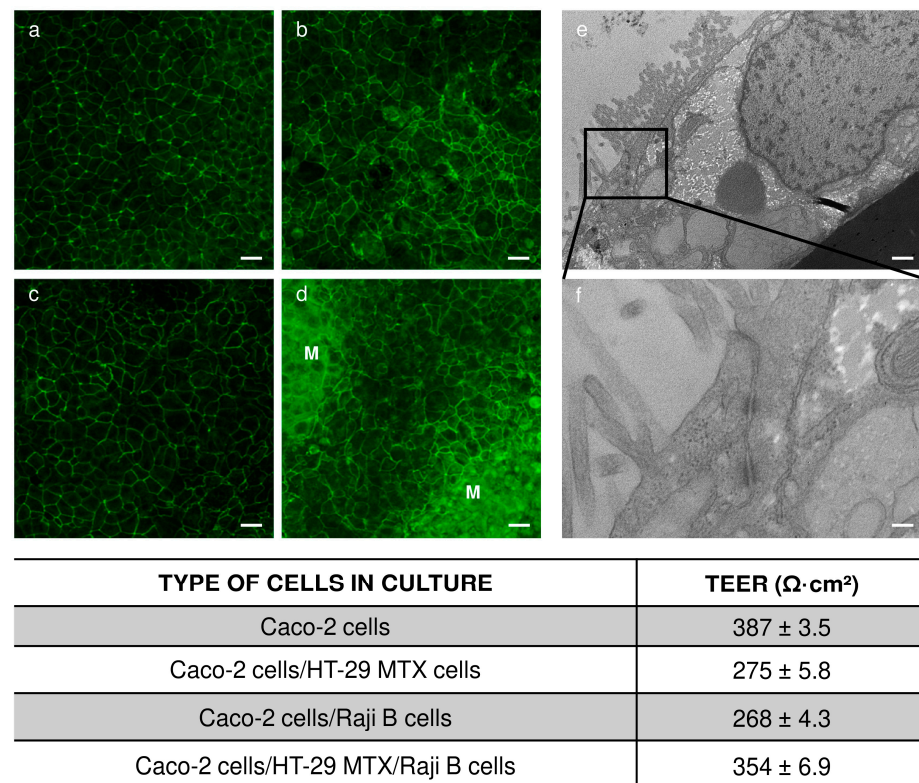 a
b
e
c
d
f
M
M
TYPE OF CELLS IN CULTURE TEER (Ω·cm²)
Caco-2 cells 387 ± 3.5
Caco-2 cells/HT-29 MTX cells 275 ± 5.8
Caco-2 cells/Raji B cells 268 ± 4.3
Caco-2 cells/HT-29 MTX/Raji B cells 354 ± 6.9